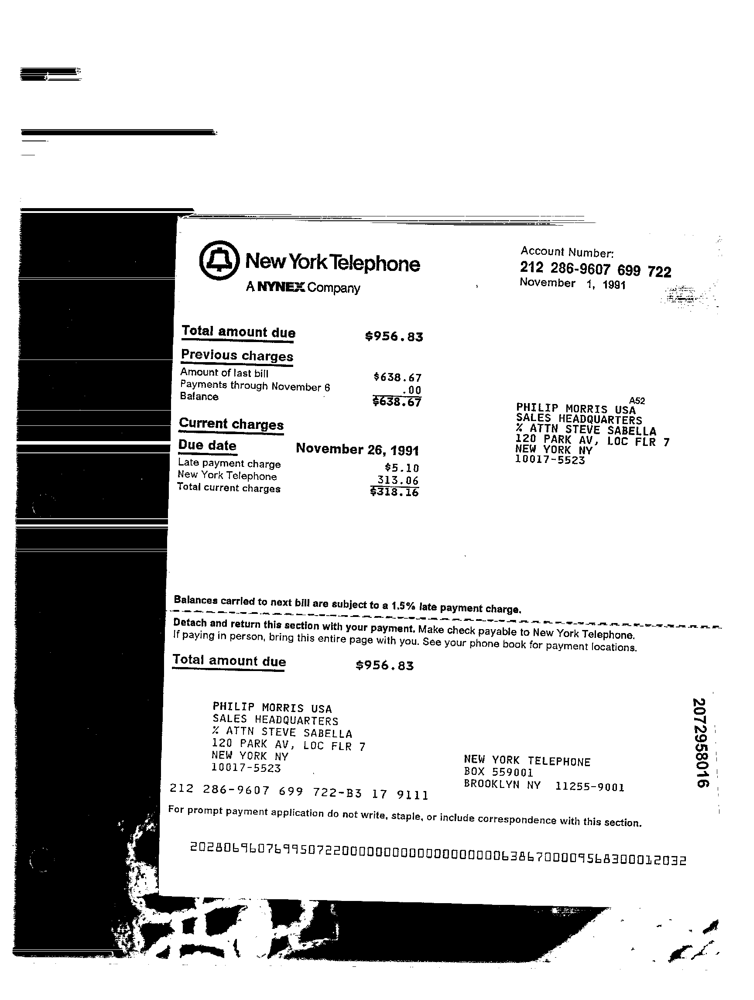 New York Telephone
A NYNEX Company
Account Number:
212 286-9607 699 722
November 1, 1991
Total amount due $956.83
Previous charges
Amount of last bill $638.67
Payments through November 6 .00
Balance $638.67
A52
PHILIP MORRIS USA
SALES HEADQUARTERS
% ATTN STEVE SABELLA
120 PARK AV, LOC FLR 7
NEW YORK NY
10017-5523
Current charges
Due date November 26, 1991
Late payment charge $5.10
New York Telephone 313.06
Total current charges $318.16
Balances carried to next bill are subject to a 1.5% late payment charge.
Detach and return this section with your payment. Make check payable to New York Telephone.
If paying in person, bring this entire page with you. See your phone book for payment locations.
Total amount due $956.83
PHILIP MORRIS USA
SALES HEADQUARTERS
% ATTN STEVE SABELLA
120 PARK AV, LOC FLR 7
NEW YORK NY
10017-5523
NEW YORK TELEPHONE
BOX 559001
BROOKLYN NY 11255-9001
212 286-9607 699 722-B3 17 9111
For prompt payment application do not write, staple, or include correspondence with this section.
2072958016